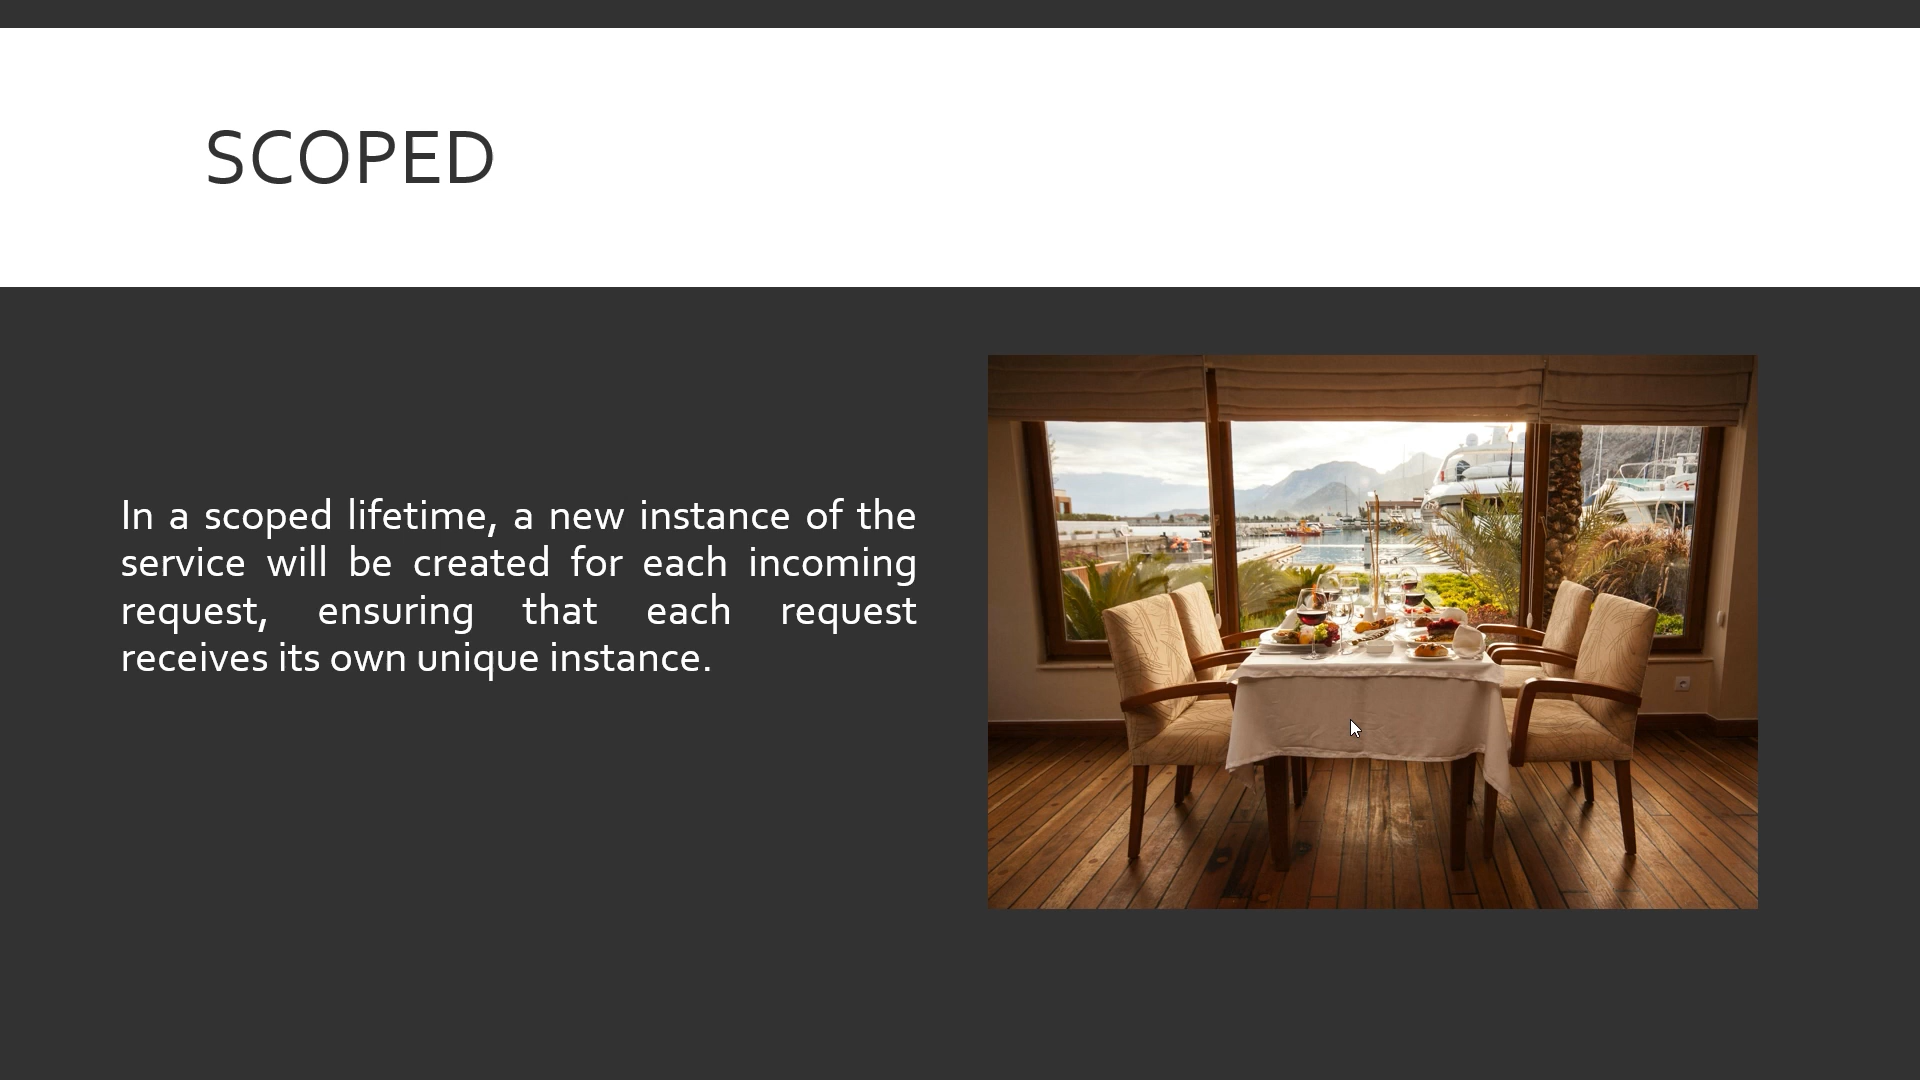 SCOPED
In a scoped lifetime, a new instance of the
service will be created for each incoming
request, ensuring that each request
receives its own unique instance.